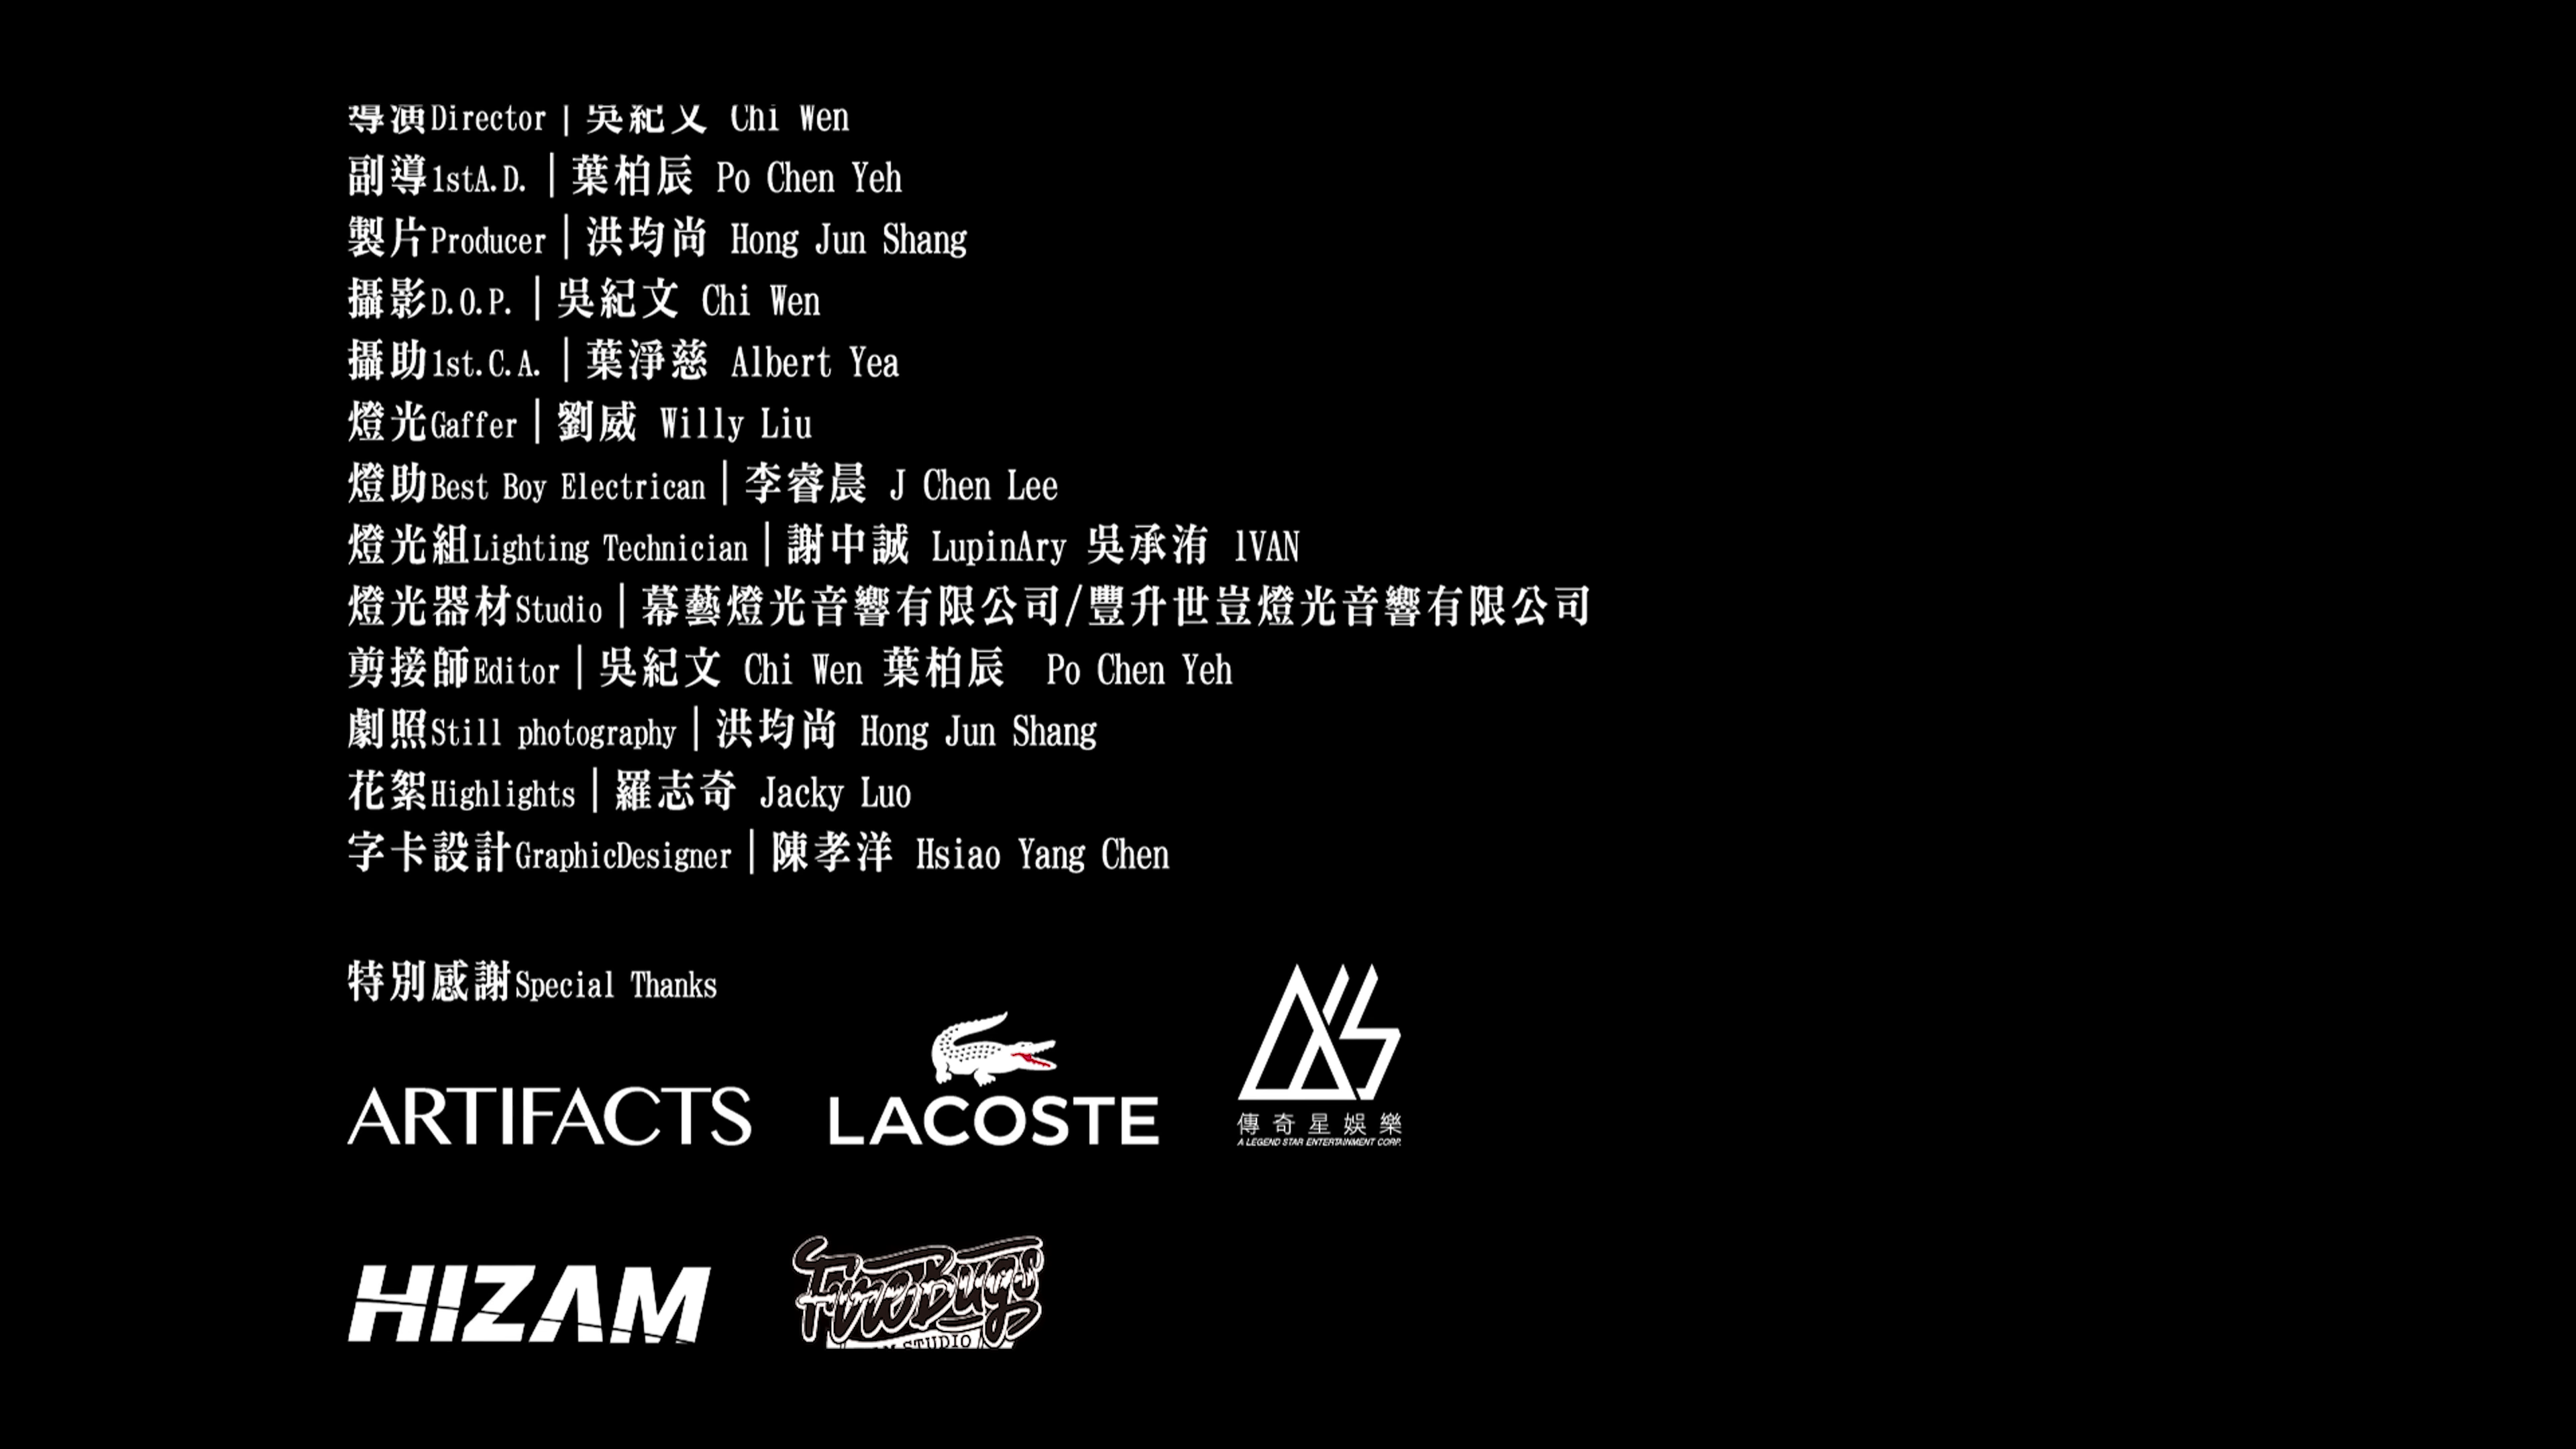 導演Director｜吳紀文 Chi Wen
副導1stA.D.｜葉柏辰 Po Chen Yeh
製片Producer｜洪均尚 Hong Jun Shang
攝影D.O.P.｜吳紀文 Chi Wen
攝助1st.C.A.｜葉淨慈 Albert Yea
燈光Gaffer｜劉威 Willy Liu
燈助Best Boy Electrican｜李睿晨 J Chen Lee
燈光組Lighting Technician｜謝中誠 LupinAry 吳承洧 lVAN
燈光器材Studio｜幕藝燈光音響有限公司/豐升世豈燈光音響有限公司
剪接師Editor｜吳紀文 Chi Wen 葉柏辰 Po Chen Yeh
劇照Still photography｜洪均尚 Hong Jun Shang
花絮Highlights｜羅志奇 Jacky Luo
字卡設計GraphicDesigner｜陳孝洋 Hsiao Yang Chen
特別感謝Special Thanks
ARTIFACTS
LACOSTE
傳奇星娛樂
A LEGEND STAR ENTERTAINMENT CORP.
HIZAM
FineBugs
STUDIO